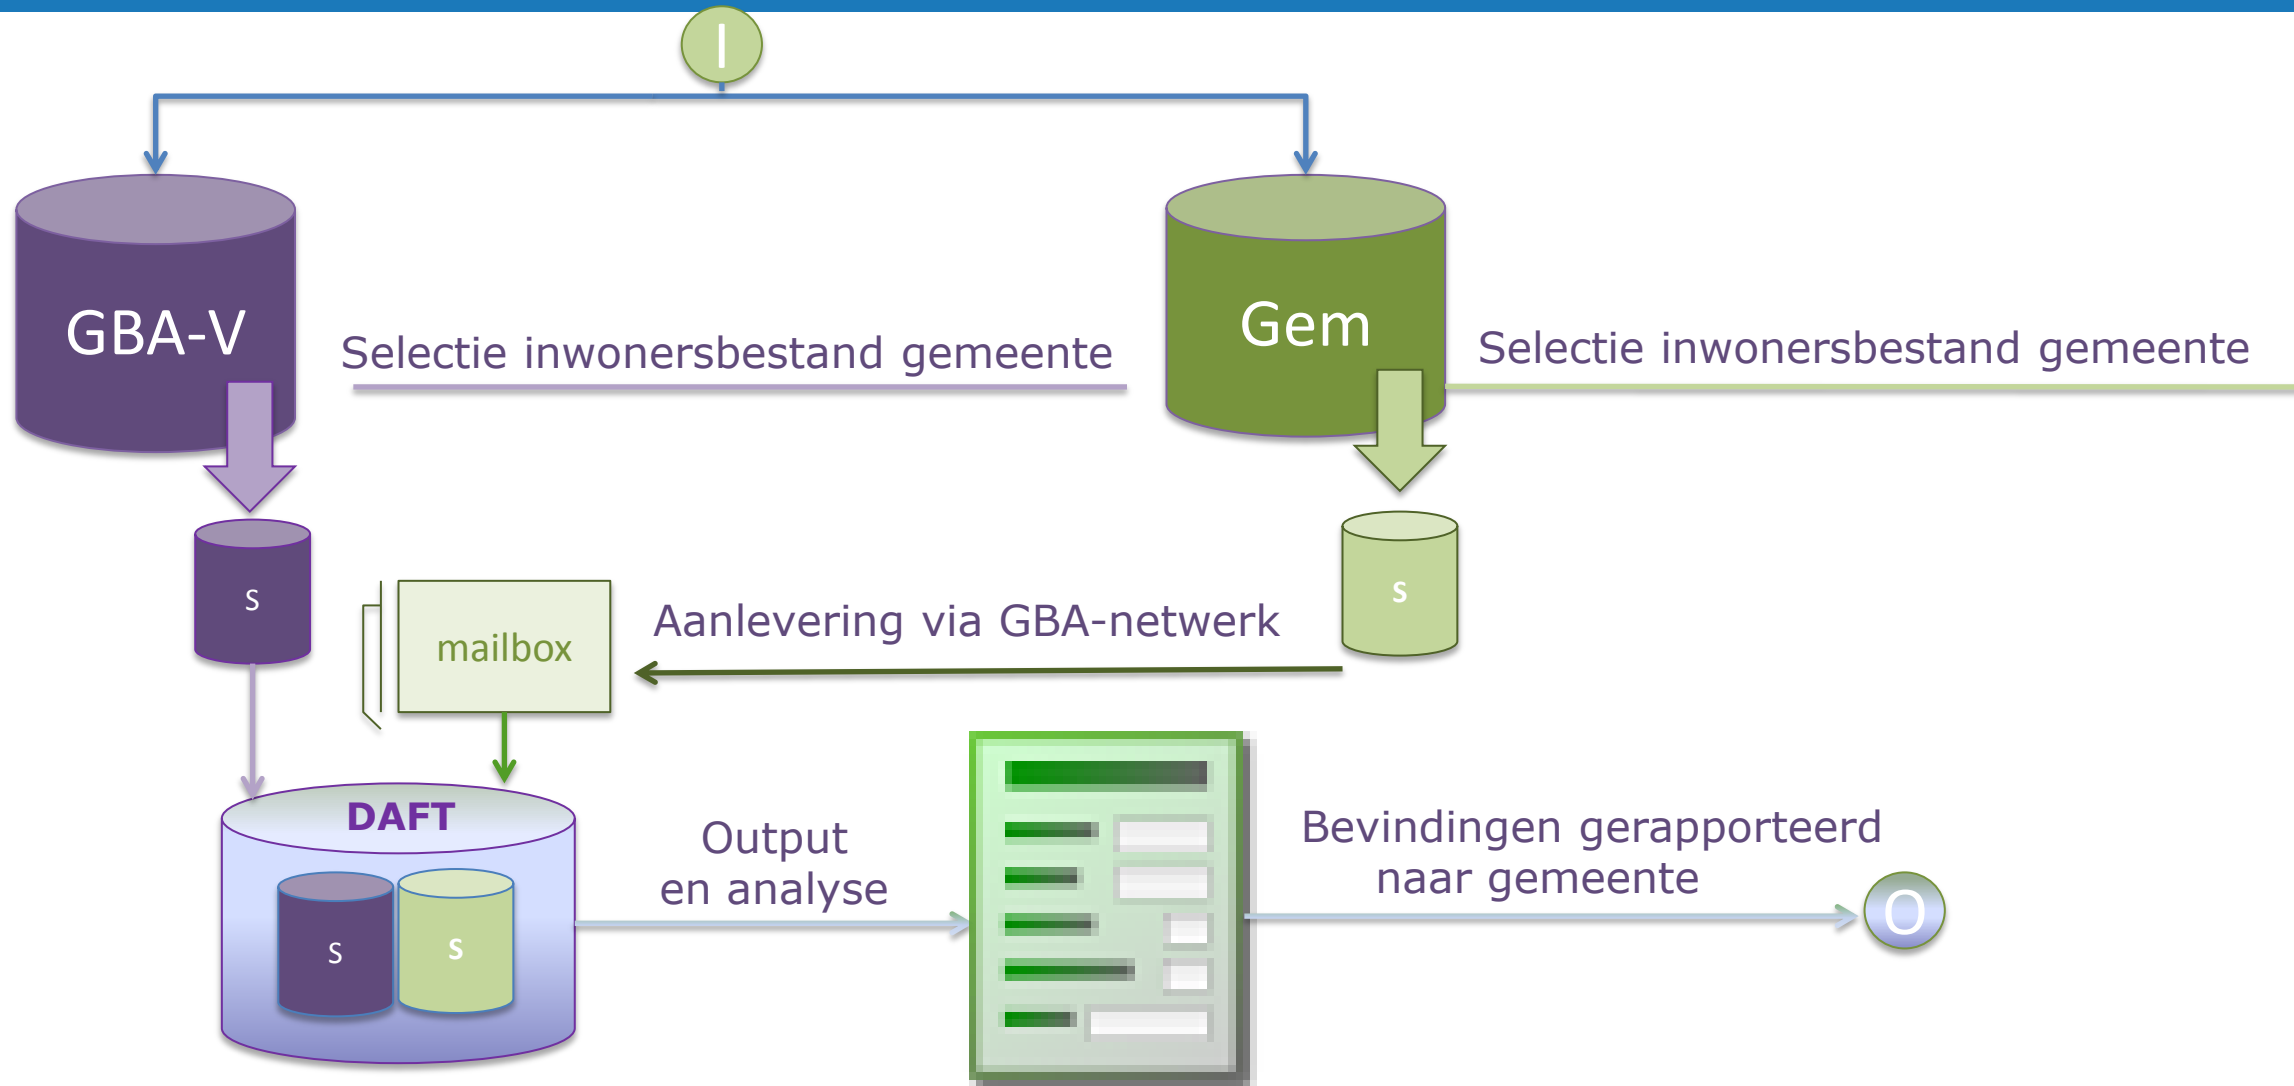 I
GBA-V
Gem
Selectie inwonersbestand gemeente
Selectie inwonersbestand gemeente
s
s
mailbox
Aanlevering via GBA-netwerk
DAFT
s
s
Output
en analyse
Bevindingen gerapporteerd
naar gemeente
O